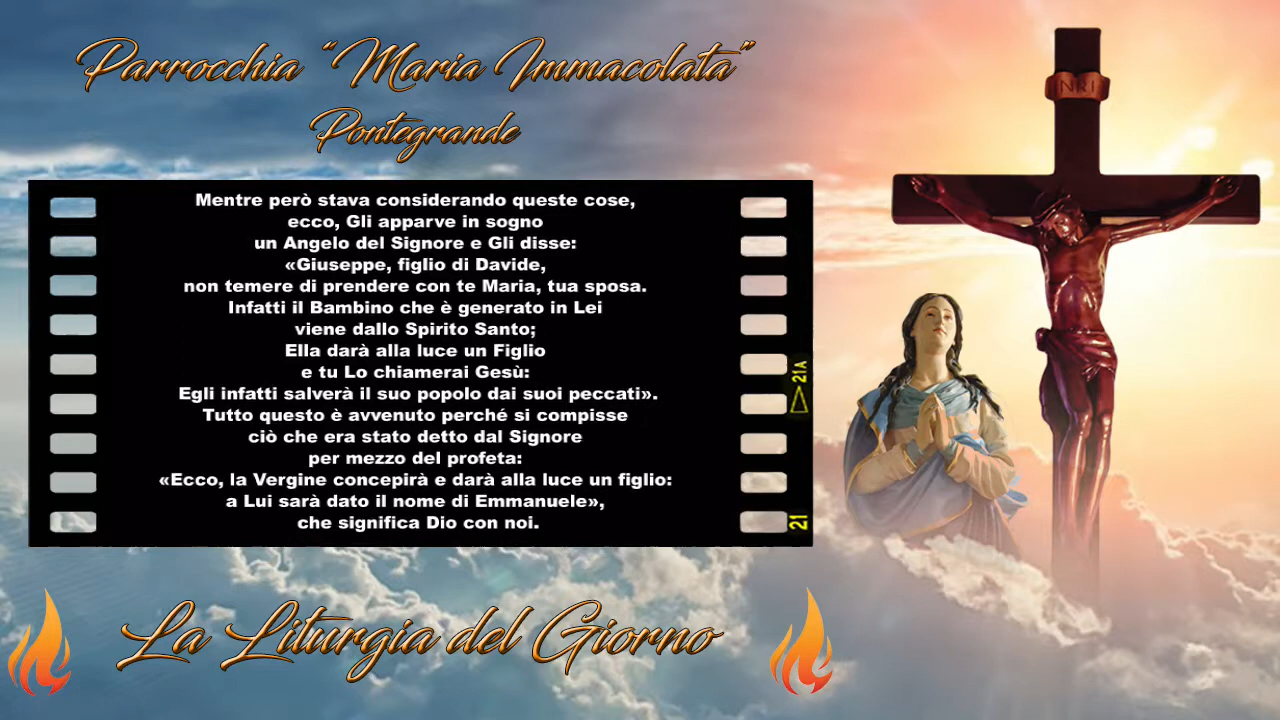 Parrocchia “Maria Immacolata”
Pontegrande
INRI
Mentre però stava considerando queste cose,
ecco, Gli apparve in sogno
un Angelo del Signore e Gli disse:
«Giuseppe, figlio di Davide,
non temere di prendere con te Maria, tua sposa.
Infatti il Bambino che è generato in Lei
viene dallo Spirito Santo;
Ella darà alla luce un Figlio
e tu Lo chiamerai Gesù:
Egli infatti salverà il suo popolo dai suoi peccati».
Tutto questo è avvenuto perché si compisse
ciò che era stato detto dal Signore
per mezzo del profeta:
«Ecco, la Vergine concepirà e darà alla luce un figlio:
a Lui sarà dato il nome di Emmanuele»,
che significa Dio con noi.
21A
21
La Liturgia del Giorno